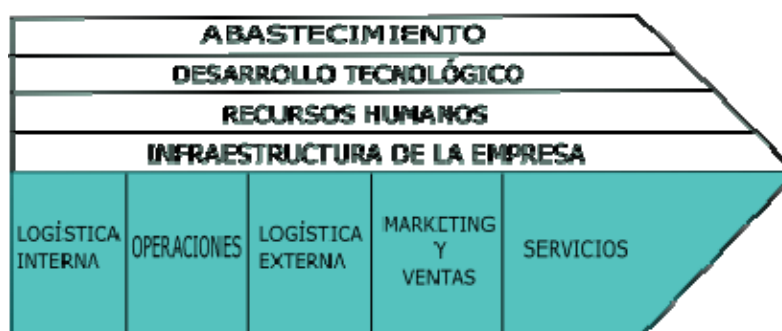 ABASTECIMIENTO
DESARROLLO TECNOLÓGICO
RECURSOS HUMANOS
INFRAESTRUCTURA DE LA EMPRESA
LOGÍSTICA
INTERNA
OPERACIONES
LOGÍSTICA
EXTERNA
MARKETING
Y
VENTAS
SERVICIOS